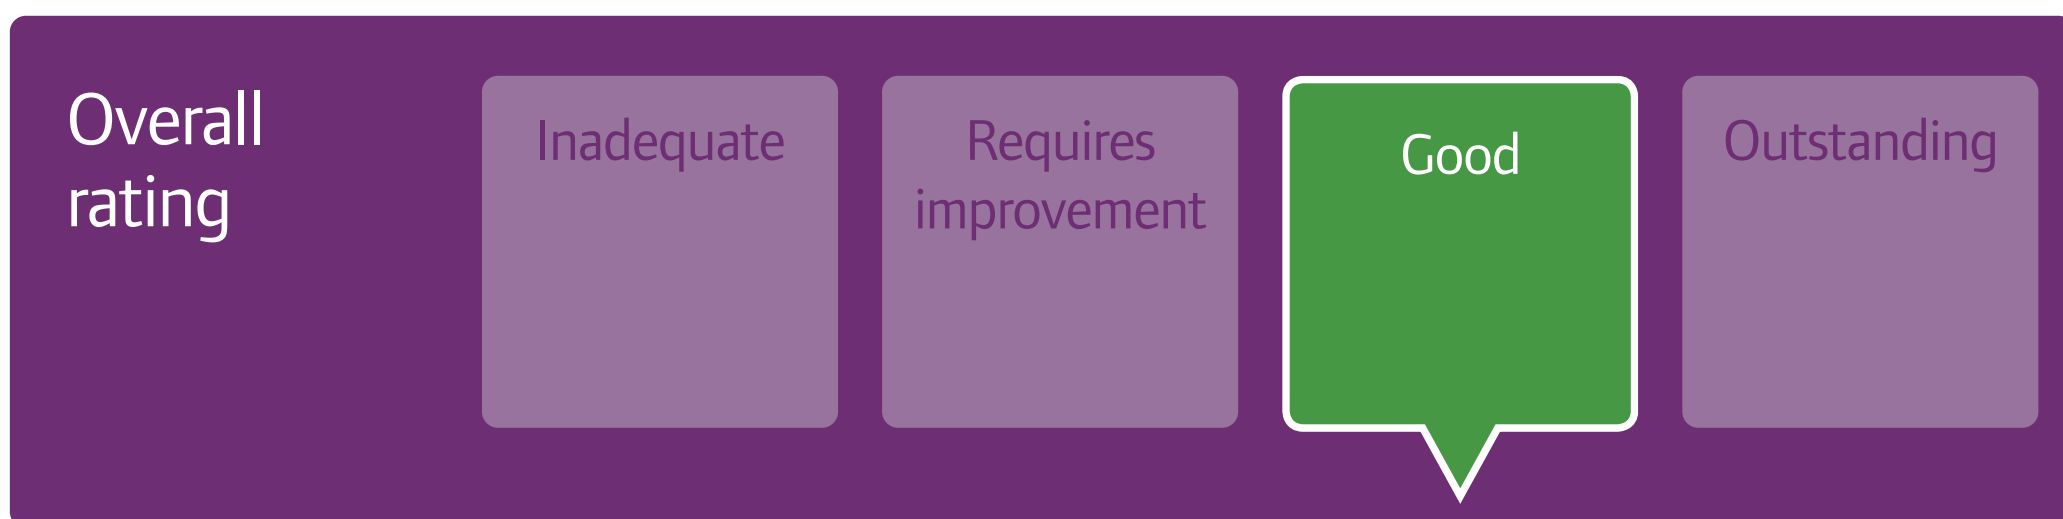 Overall
rating
Inadequate
Requires
improvement
Good
Outstanding